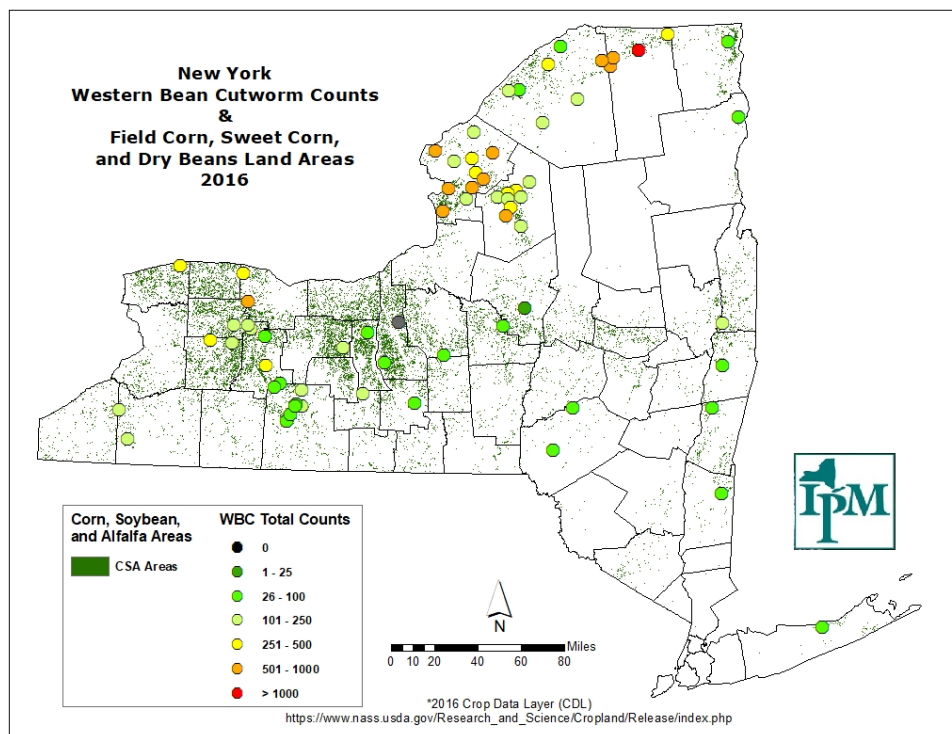 New York
Western Bean Cutworm Counts
&
Field Corn, Sweet Corn,
and Dry Beans Land Areas
2016
IPM
Corn, Soybean,
and Alfalfa Areas
CSA Areas
WBC Total Counts
0
1 - 25
26 - 100
101 - 250
251 - 500
501 - 1000
> 1000
N
Miles
0 10 20 40 60 80
*2016 Crop Data Layer (CDL)
https://www.nass.usda.gov/Research_and_Science/Cropland/Release/index.php